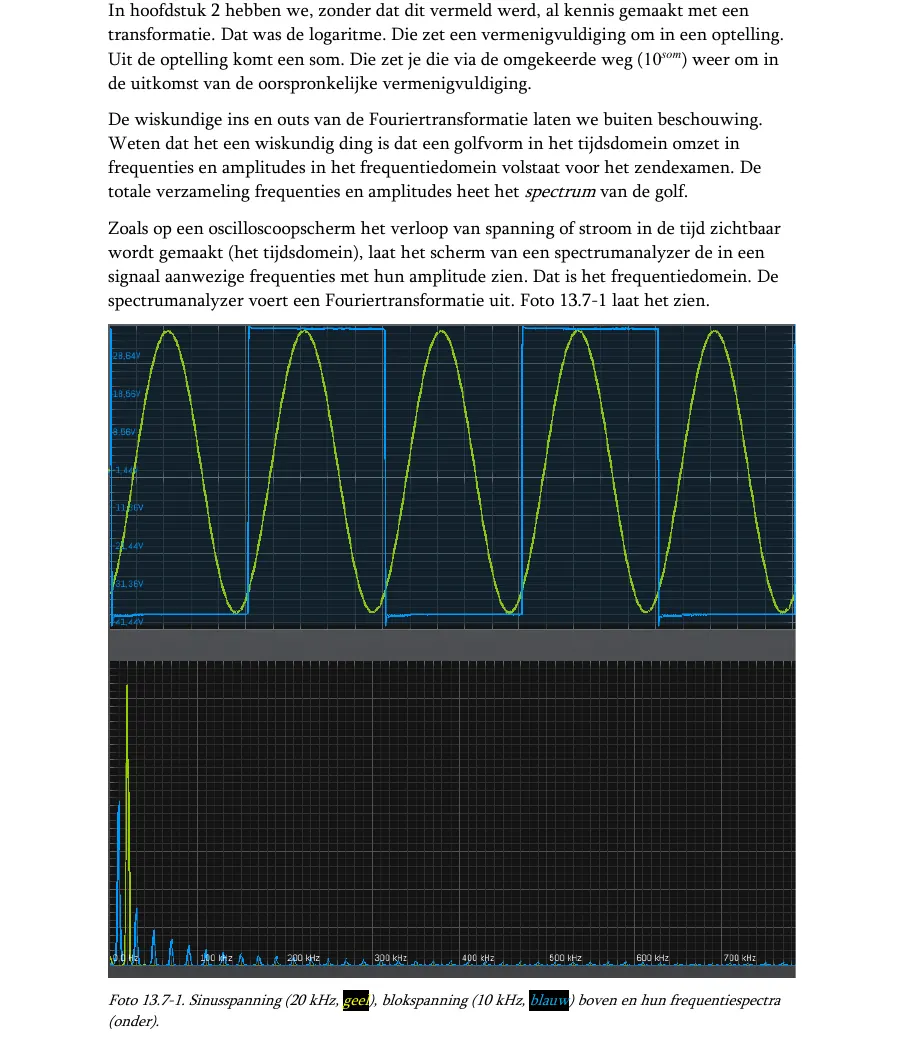 In hoofdstuk 2 hebben we, zonder dat dit vermeld werd, al kennis gemaakt met een
transformatie. Dat was de logaritme. Die zet een vermenigvuldiging om in een optelling.
Uit de optelling komt een som. Die zet je die via de omgekeerde weg (10^som) weer om in
de uitkomst van de oorspronkelijke vermenigvuldiging.
De wiskundige ins en outs van de Fouriertransformatie laten we buiten beschouwing.
Weten dat het een wiskundig ding is dat een golfvorm in het tijdsdomein omzet in
frequenties en amplitudes in het frequentiedomein volstaat voor het zendexamen. De
totale verzameling frequenties en amplitudes heet het spectrum van de golf.
Zoals op een oscilloscoopscherm het verloop van spanning of stroom in de tijd zichtbaar
wordt gemaakt (het tijdsdomein), laat het scherm van een spectrumanalyzer de in een
signaal aanwezige frequenties met hun amplitude zien. Dat is het frequentiedomein. De
spectrumanalyzer voert een Fouriertransformatie uit. Foto 13.7-1 laat het zien.
28,64V
18,56V
8,96V
-1,44V
-21,44V
-31,36V
-41,44V
0,0 Hz 100 kHz 200 kHz 300 kHz 400 kHz 500 kHz 600 kHz 700 kHz
Foto 13.7-1. Sinusspanning (20 kHz, geel), blokspanning (10 kHz, blauw) boven en hun frequentiespectra
(onder).